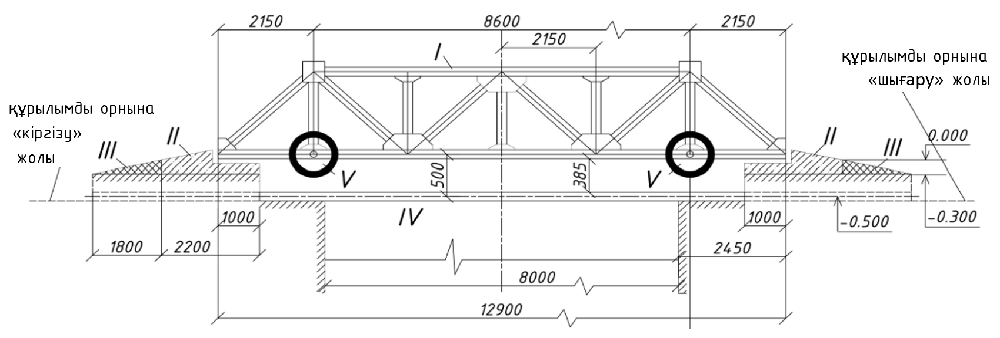 2150
8600
2150
2150
I
құрылымды орнына
«шығару» жолы
құрылымды орнына
«кіргізу»
жолы
III
II
II
III
0.000
V
500
385
V
1000
IV
1000
-0.500
-0.300
1800
2200
2450
8000
12900